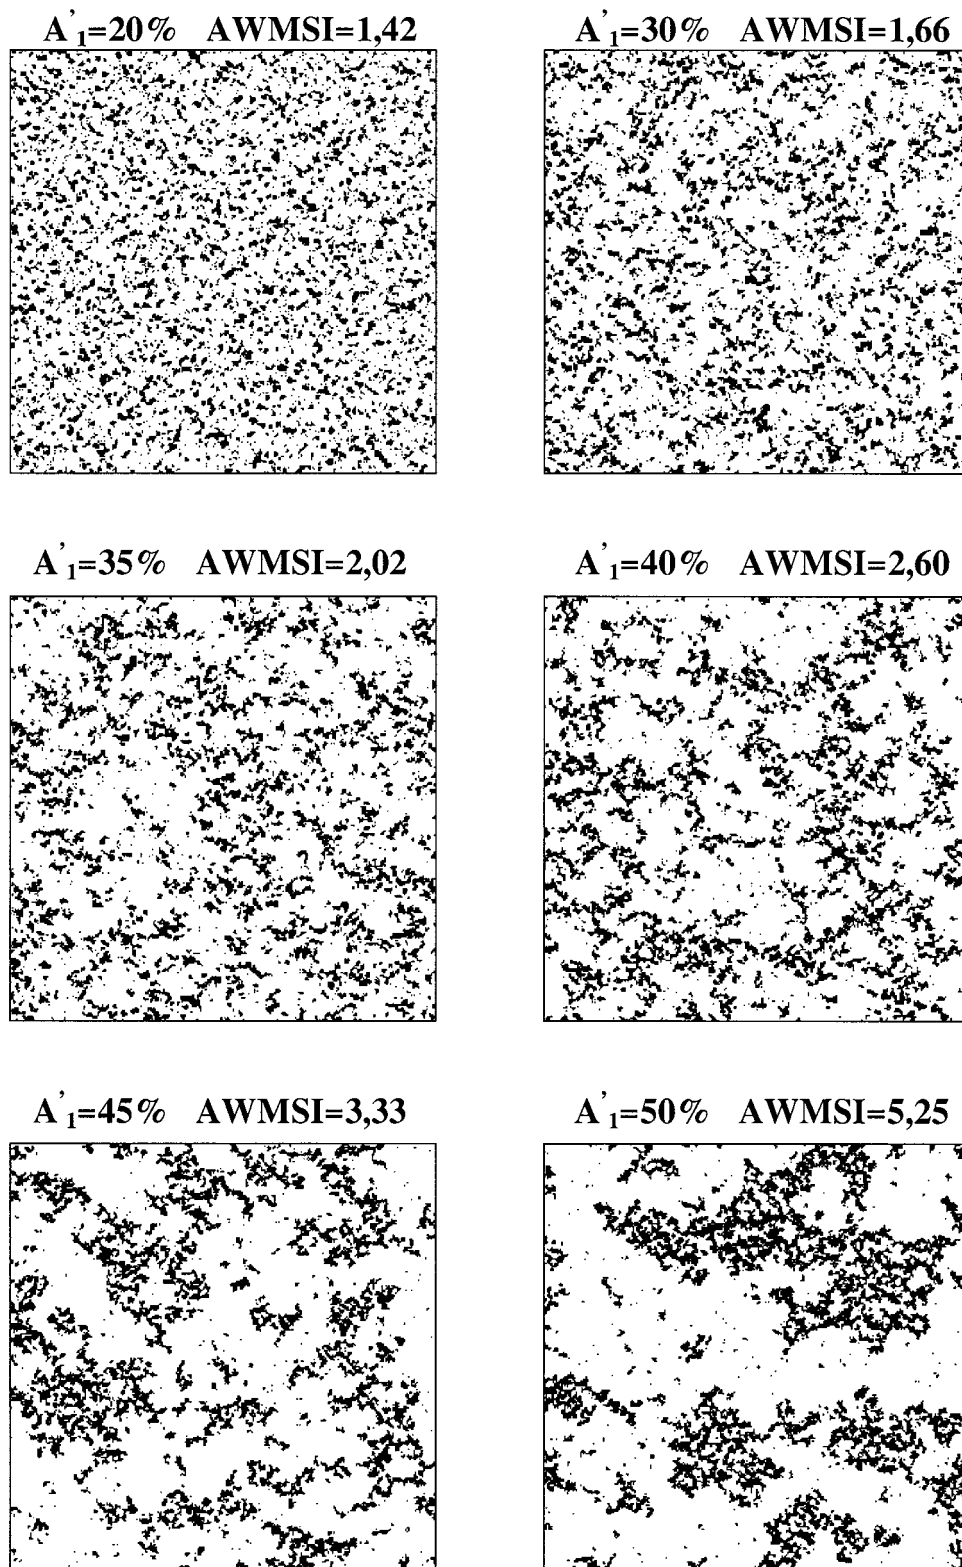 A'1=20% AWMSI=1,42
A'1=30% AWMSI=1,66
A'1=35% AWMSI=2,02
A'1=40% AWMSI=2,60
A'1=45% AWMSI=3,33
A'1=50% AWMSI=5,25